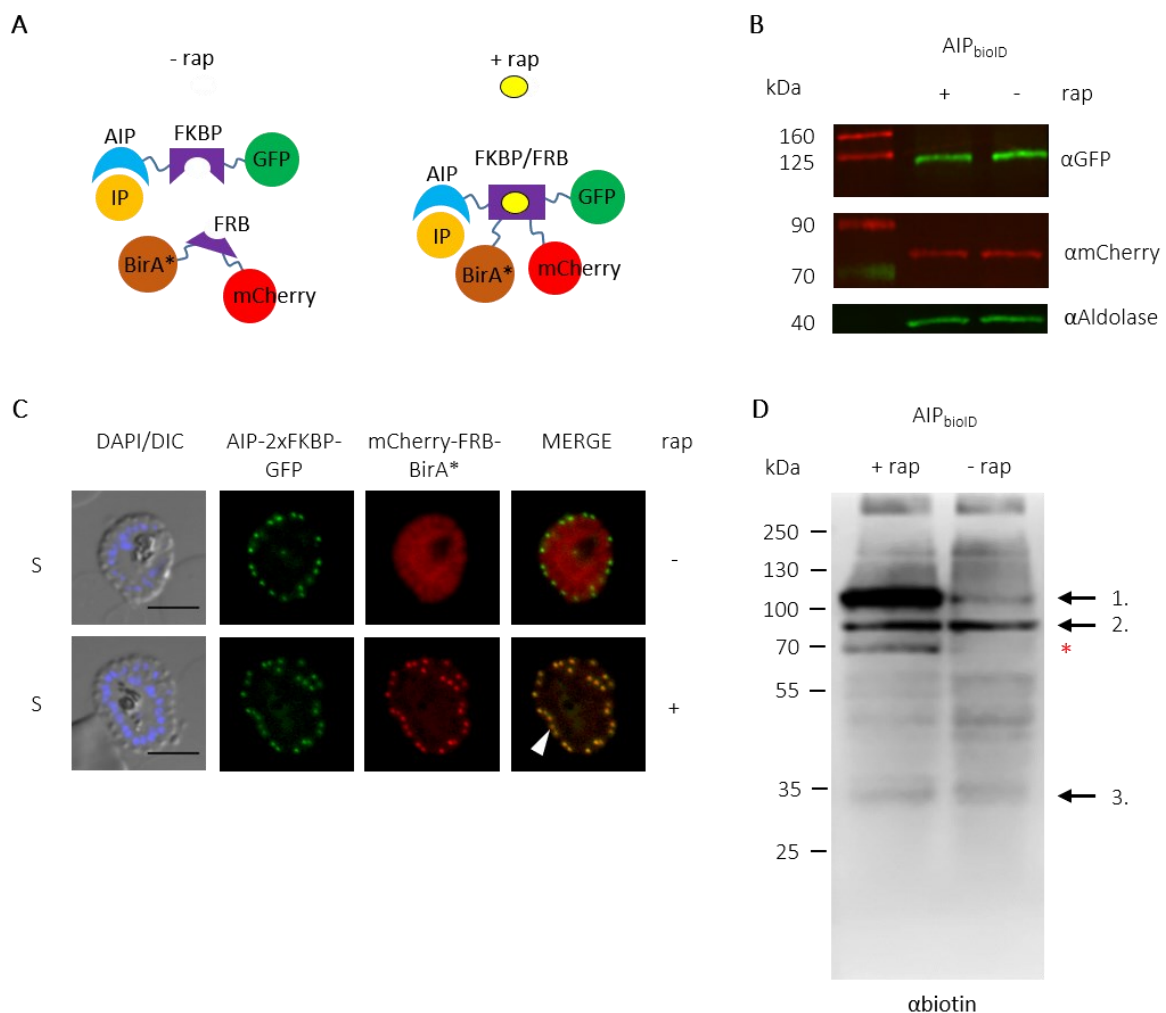 A
- rap
+ rap
AIP
FKBP
GFP
IP
FRB
BirA*
mCherry
FKBP/FRB
AIP
GFP
IP
BirA*
mCherry
B
AIPbioID
kDa
+ - rap
160
125
αGFP
90
70
αmCherry
40
αAldolase
C
DAPI/DIC AIP-2xFKBP-GFP mCherry-FRB-BirA* MERGE rap
S
-
S
+
D
AIPbioID
kDa
+ rap - rap
250
130
100
1.
2.
70
*
55
35
3.
25
αbiotin